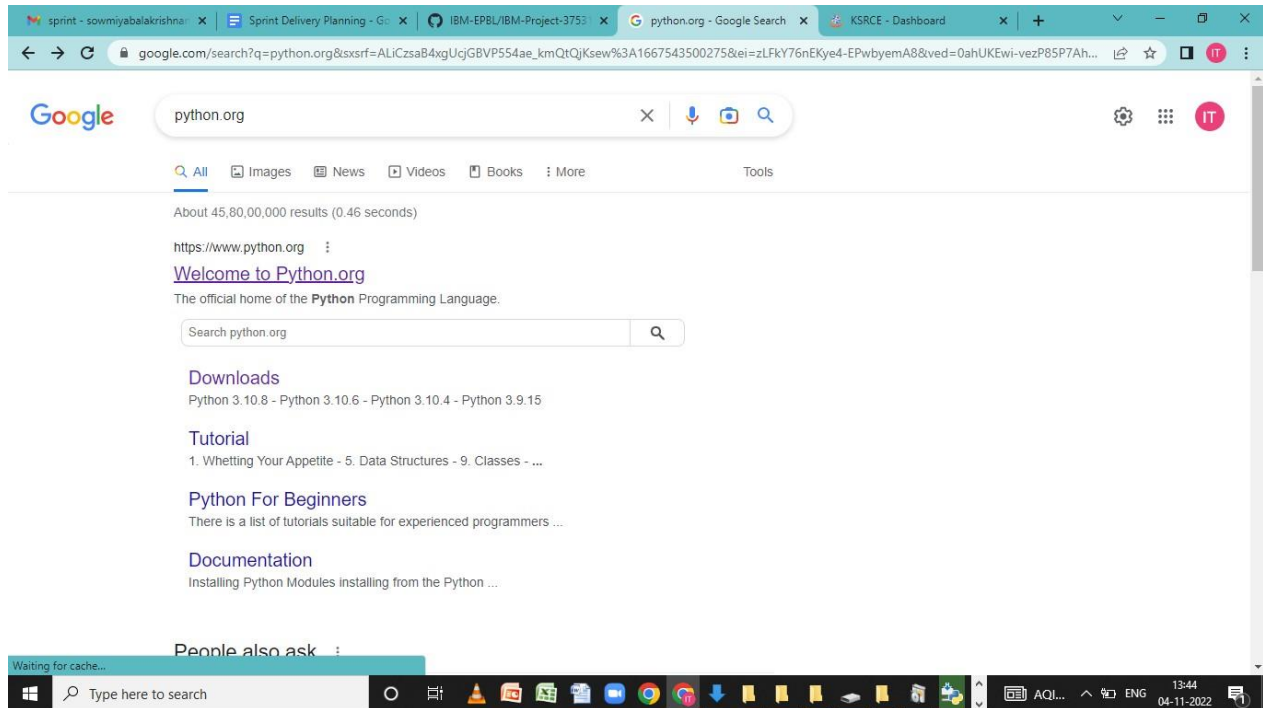 sprint - sowmiyabalakrishnan
Sprint Delivery Planning - Go
IBM-EPBL/IBM-Project-3753
python.org - Google Search
KSRCE - Dashboard
google.com/search?q=python.org&sxsrf=ALiCzsaB4xgUcjGBVP554ae_kmQtQjKsew%3A1667543500275&ei=zLFkY76nEKye4-EPwbyemA8&ved=0ahUKEwi-vezP85P7Ah...
IT
Google
python.org
IT
All Images News Videos Books More Tools
About 45,80,00,000 results (0.46 seconds)
https://www.python.org
Welcome to Python.org
The official home of the Python Programming Language.
Search python.org
Downloads
Python 3.10.8 - Python 3.10.6 - Python 3.10.4 - Python 3.9.15
Tutorial
1. Whetting Your Appetite - 5. Data Structures - 9. Classes - ...
Python For Beginners
There is a list of tutorials suitable for experienced programmers ...
Documentation
Installing Python Modules installing from the Python ...
People also ask
Waiting for cache...
Type here to search
AQI... ENG
13:44
04-11-2022
1